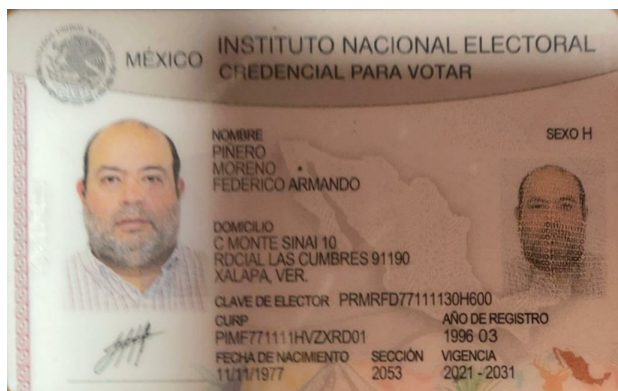 MÉXICO
INSTITUTO NACIONAL ELECTORAL
CREDENCIAL PARA VOTAR
NOMBRE
SEXO H
PIÑERO
MORENO
FEDERICO ARMANDO
DOMICILIO
C MONTE SINAI 10
RDCIAL LAS CUMBRES 91190
XALAPA, VER.
CLAVE DE ELECTOR PRMRFD77111130H600
CURP
AÑO DE REGISTRO
PIMF771111HVZXRD01
1996 03
FECHA DE NACIMIENTO SECCIÓN VIGENCIA
11/11/1977 2053 2021 - 2031